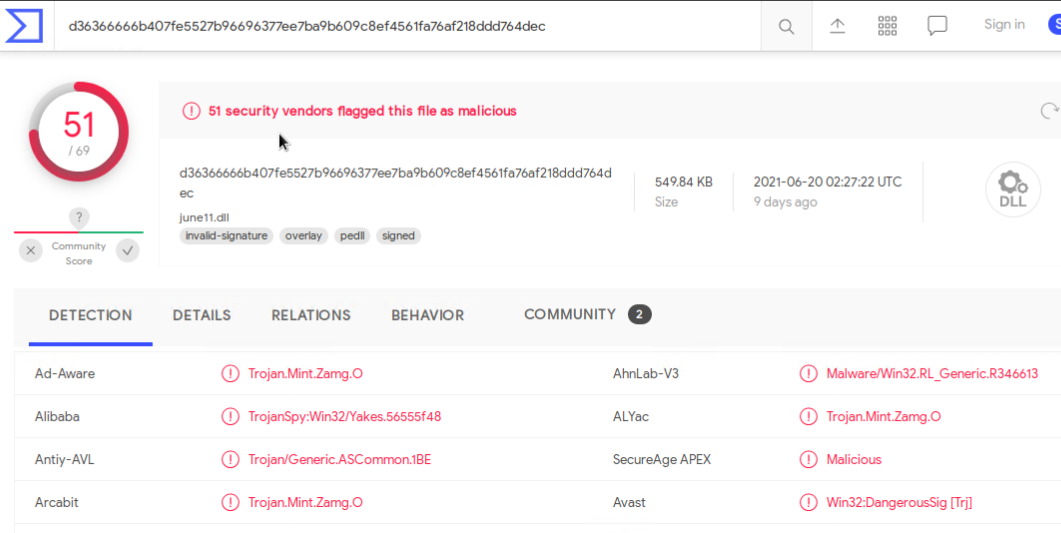 d36366666b407fe5527b96696377ee7ba9b609c8ef4561fa76af218ddd764dec
Sign in
51
/ 69
?
Community
Score
51 security vendors flagged this file as malicious
d36366666b407fe5527b96696377ee7ba9b609c8ef4561fa76af218ddd764d
ec
june11.dll
invalid-signature overlay pedll signed
549.84 KB
Size
2021-06-20 02:27:22 UTC
9 days ago
DLL
DETECTION DETAILS RELATIONS BEHAVIOR COMMUNITY 2
Ad-Aware Trojan.Mint.Zamg.O AhnLab-V3 Malware/Win32.RL_Generic.R346613
Alibaba TrojanSpy:Win32/Yakes.56555f48 ALYac Trojan.Mint.Zamg.O
Antiy-AVL Trojan/Generic.ASCommon.1BE SecureAge APEX Malicious
Arcabit Trojan.Mint.Zamg.O Avast Win32:DangerousSig [Trj]